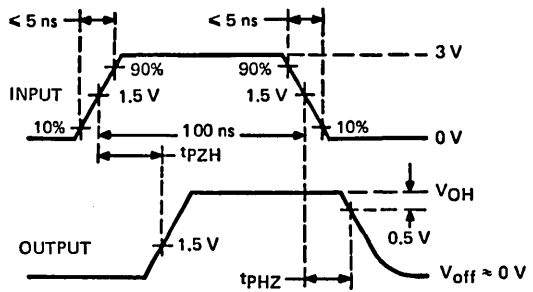 ≤ 5 ns ≤ 5 ns
3 V
90% 90%
INPUT 1.5 V 1.5 V
10% 100 ns 10%
0 V
tPZH
VOH
0.5 V
OUTPUT 1.5 V
tPHZ Voff ≈ 0 V